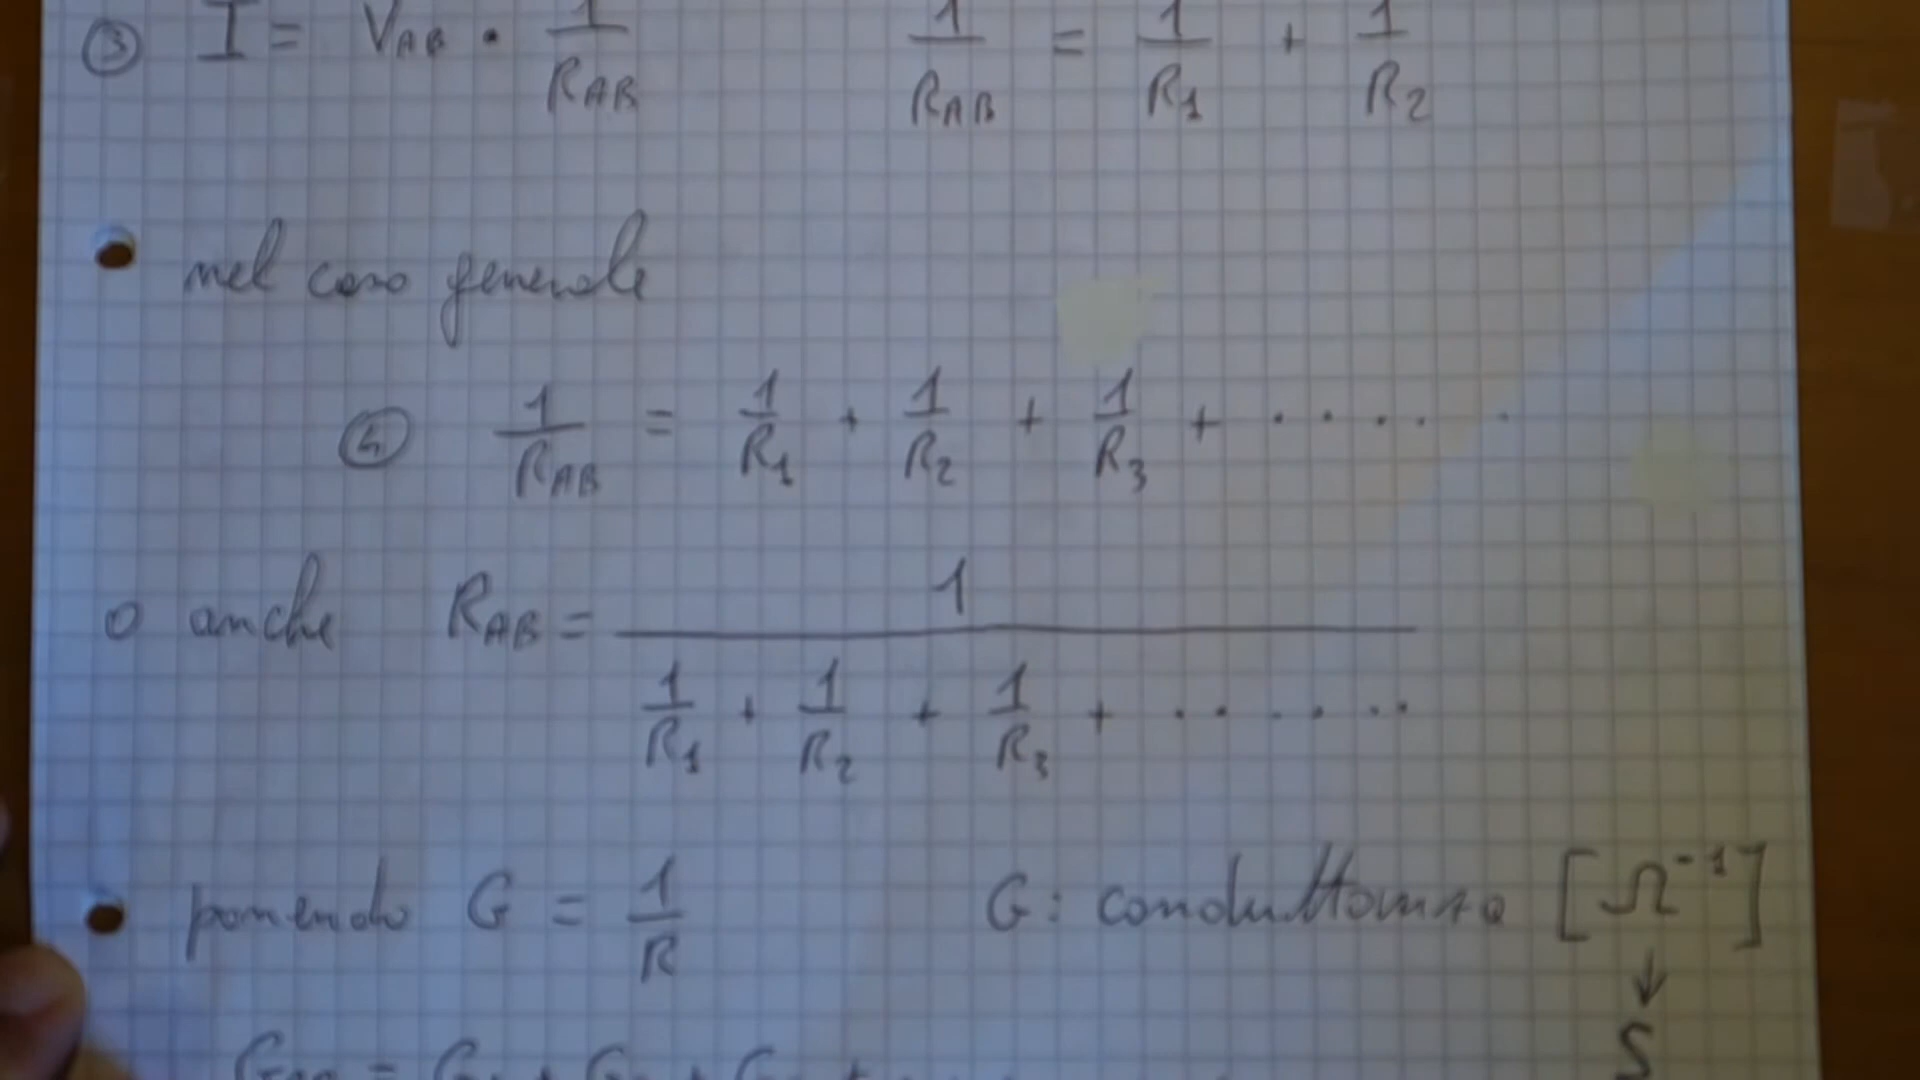 ③ I = V_AB · 1/R_AB 1/R_AB = 1/R_1 + 1/R_2
nel caso generale
④ 1/R_AB = 1/R_1 + 1/R_2 + 1/R_3 + .....
o anche R_AB = 1/(1/R_1 + 1/R_2 + 1/R_3 + ......)
ponendo G = 1/R G: conduttanza [Ω⁻¹]
↓
S